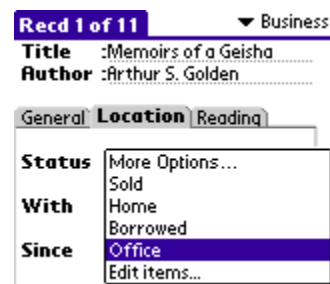 Recd 1 of 11 Business
Title :Memoirs of a Geisha
Author :Arthur S. Golden
General Location Reading
Status More Options...
Sold
With Home
Borrowed
Since Office
Edit items...